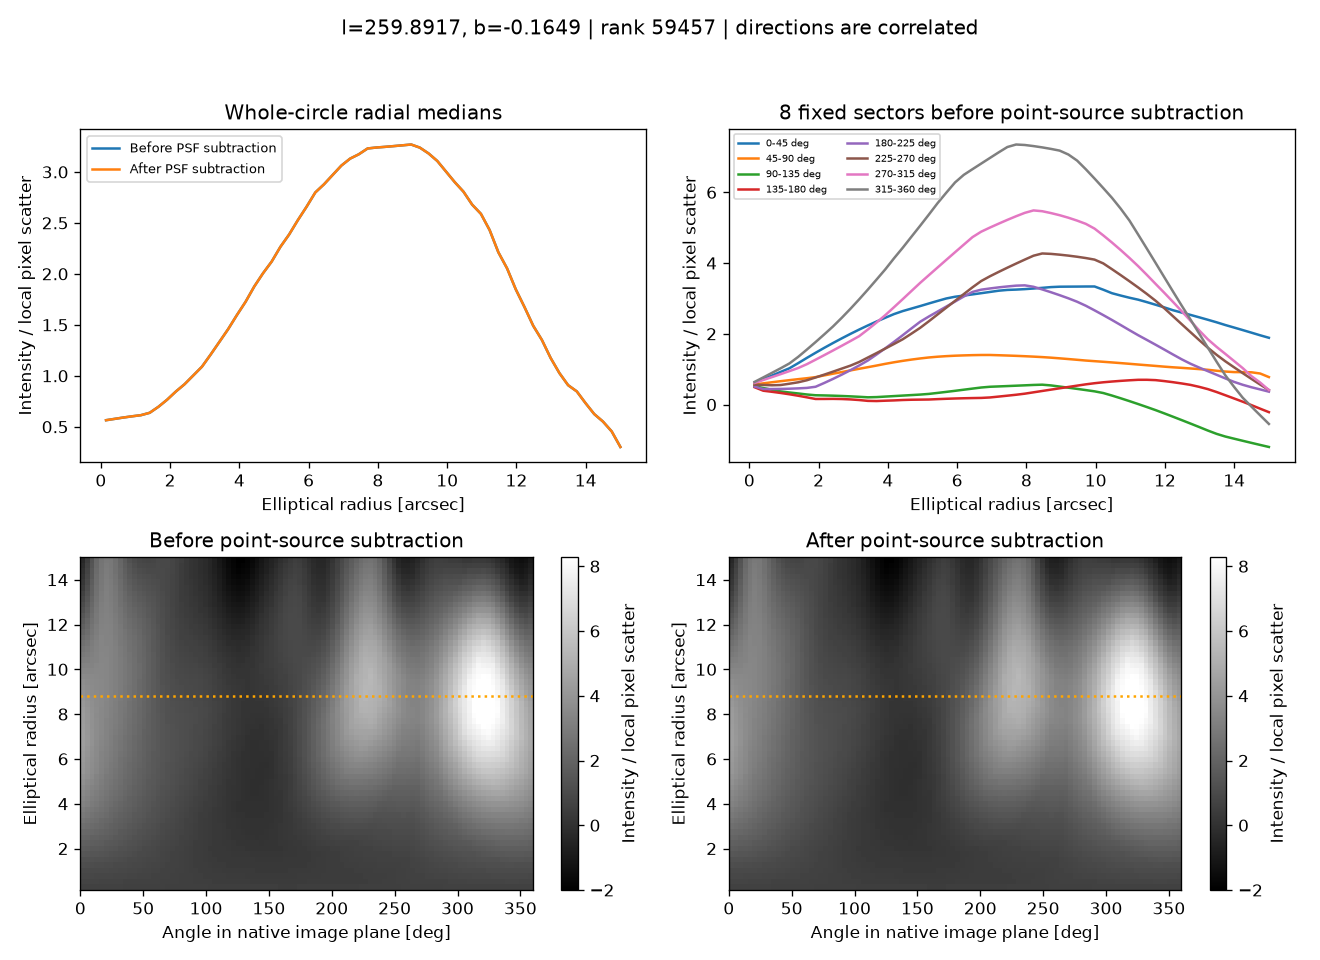 l=259.8917, b=-0.1649 | rank 59457 | directions are correlated
Whole-circle radial medians
Before PSF subtraction
After PSF subtraction
Intensity / local pixel scatter
3.0
2.5
2.0
1.5
1.0
0.5
0 2 4 6 8 10 12 14
Elliptical radius [arcsec]
8 fixed sectors before point-source subtraction
0-45 deg
45-90 deg
90-135 deg
135-180 deg
180-225 deg
225-270 deg
270-315 deg
315-360 deg
Intensity / local pixel scatter
6
4
2
0
0 2 4 6 8 10 12 14
Elliptical radius [arcsec]
Before point-source subtraction
Elliptical radius [arcsec]
14
12
10
8
6
4
2
0 50 100 150 200 250 300 350
Angle in native image plane [deg]
8
6
4
2
0
−2
Intensity / local pixel scatter
After point-source subtraction
Elliptical radius [arcsec]
14
12
10
8
6
4
2
0 50 100 150 200 250 300 350
Angle in native image plane [deg]
8
6
4
2
0
−2
Intensity / local pixel scatter